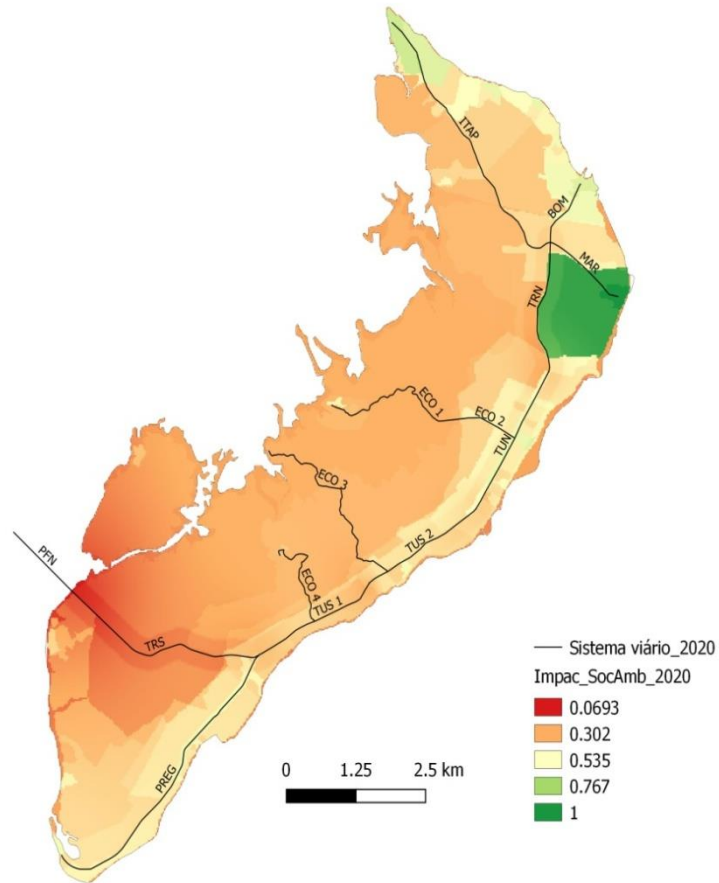 ITAP
BOM
MAR
TRN
ECO 1
ECO 2
TUN
ECO 3
TUS 2
PFN
ECO 4
TUS 1
TRS
PREG
Sistema viário_2020
Impac_SocAmb_2020
0.0693
0.302
0.535
0.767
1
0 1.25 2.5 km